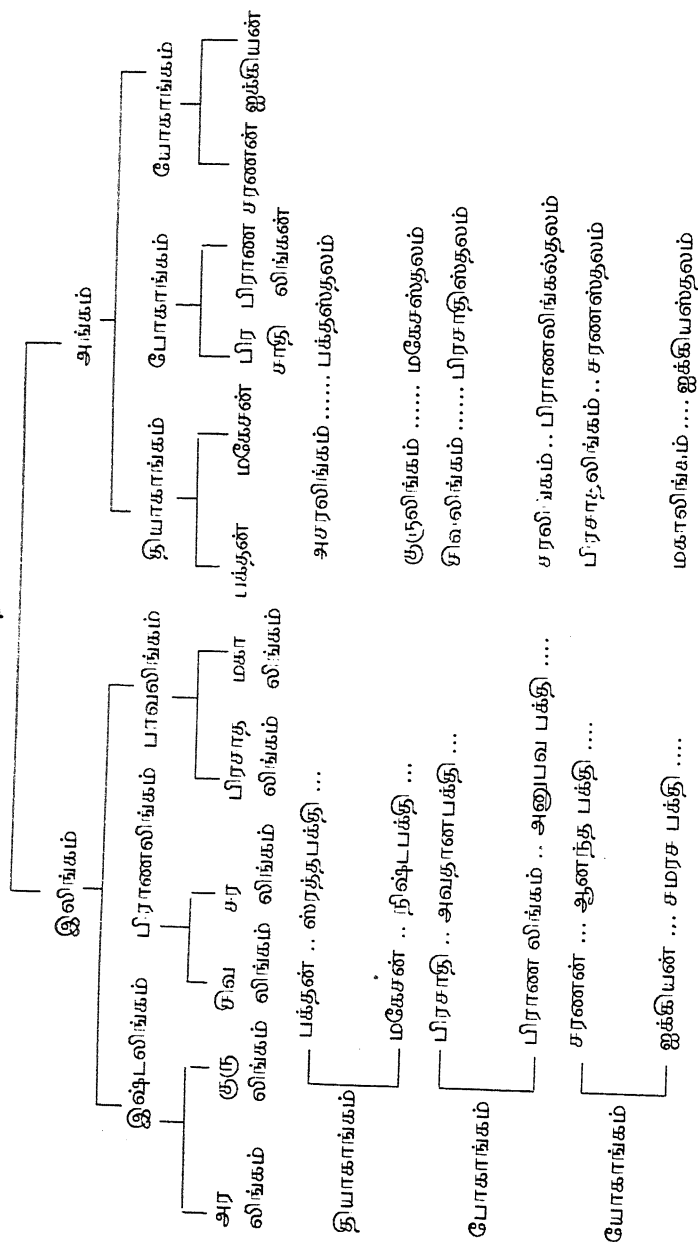 இலிங்கம் அங்கம்
இஷ்டலிங்கம் பிராணலிங்கம் பாவலிங்கம் தியாகாங்கம் போகாங்கம் யோகாங்கம்
அர குரு சிவ சர பிரசாத மகா பக்தன் மகேசன் பிர பிராண சரணன் ஐக்கியன்
லிங்கம் லிங்கம் லிங்கம் லிங்கம் லிங்கம் லிங்கம் சாதி லிங்கன்
பக்தன் .. ஸ்ரத்தபக்தி ... அசரலிங்கம் ...... பக்தஸ்தலம்
தியாகாங்கம்
மகேசன் .. நிஷ்டபக்தி ... குருலிங்கம் ...... மகேசஸ்தலம்
பிரசாதி .. அவதானபக்தி ... சிவலிங்கம் ...... பிரசாதிஸ்தலம்
போகாங்கம்
பிராண லிங்கம் .. அனுபவ பக்தி .... சரலிங்கம் .. பிராணலிங்கஸ்தலம்
சரணன் ... ஆனந்த பக்தி .... பிரசாதலிங்கம் .. சரணஸ்தலம்
யோகாங்கம்
ஐக்கியன் ... சமரச பக்தி .... மகாலிங்கம் .... ஐக்கியஸ்தலம்